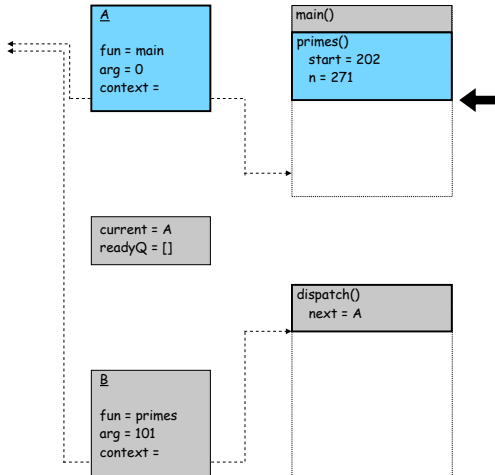 A
fun = main
arg = 0
context =
main()
primes()
start = 202
n = 271
current = A
readyQ = []
dispatch()
next = A
B
fun = primes
arg = 101
context =